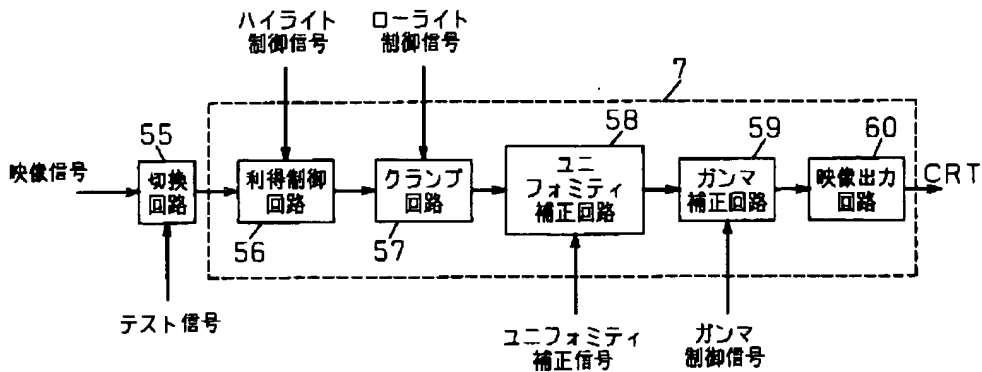 ハイライト
制御信号
ローライト
制御信号
7
55
58
59
60
映像信号
切換
回路
利得制御
回路
クランプ
回路
ユニ
フォミティ
補正回路
ガンマ
補正回路
映像出力
回路
CRT
56
57
テスト信号
ユニフォミティ
補正信号
ガンマ
制御信号